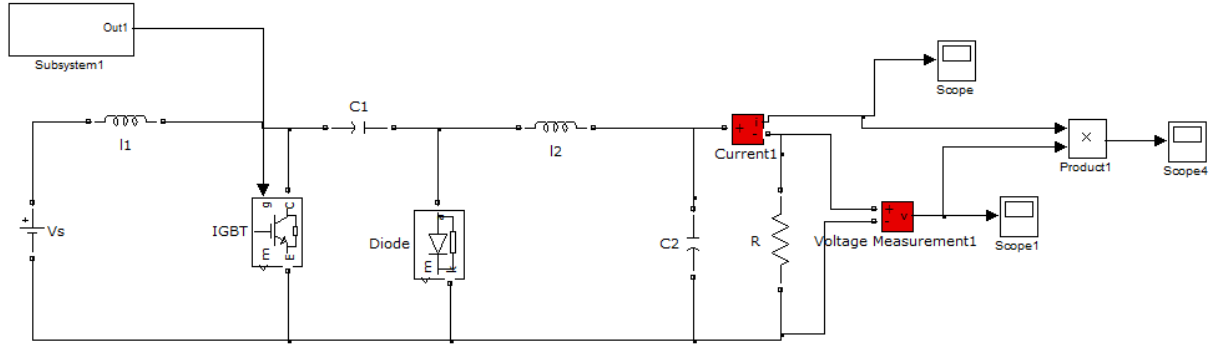 Out1
Subsystem1
Scope
C1
l1
l2
+ i
-
Current1
×
Product1
Scope4
g C
IGBT
m E
+
Vs
a
Diode
m k
C2
R
+
- v
Voltage Measurement1
Scope1